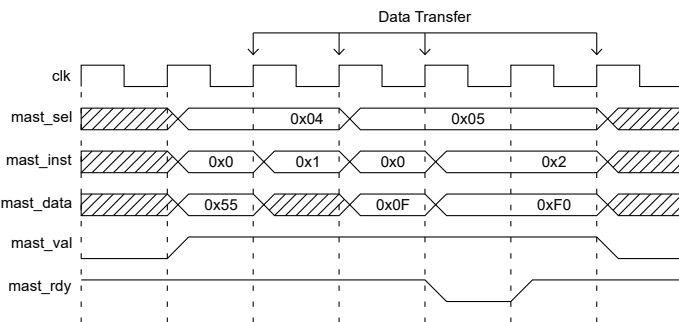 Data Transfer
clk
mast_sel 0x04 0x05
mast_inst 0x0 0x1 0x0 0x2
mast_data 0x55 0x0F 0xF0
mast_val
mast_rdy